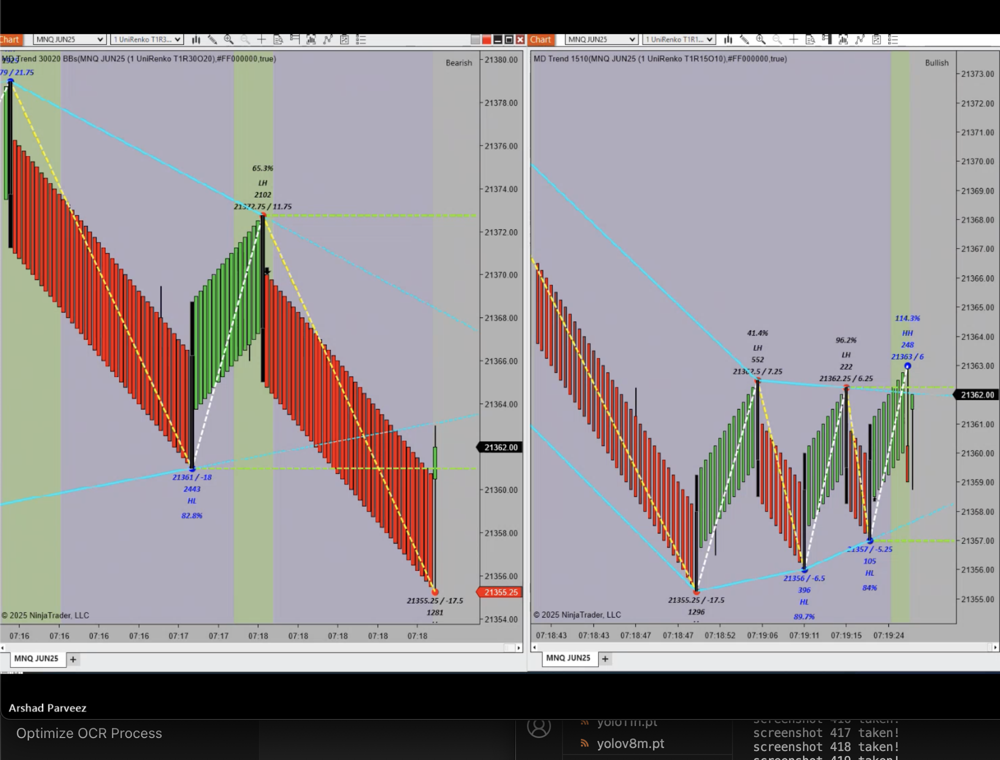 Chart
MNQ JUN25
1 UniRenko T1R3...
Chart
MNQ JUN25
1 UniRenko T1R1...
MD Trend 30020 BBs(MNQ JUN25 (1 UniRenko T1R30O20),#FF000000,true)
Bearish
79 / 21.75
65.3%
LH
2102
21372.75 / 11.75
21361 / -18
2443
HL
82.8%
21355.25 / -17.5
1281
21380.00
21378.00
21376.00
21374.00
21372.00
21370.00
21368.00
21366.00
21364.00
21362.00
21360.00
21358.00
21356.00
21355.25
21354.00
© 2025 NinjaTrader, LLC
07:16 07:16 07:16 07:17 07:17 07:18 07:18 07:18 07:18 07:18
MNQ JUN25 +
MD Trend 1510(MNQ JUN25 (1 UniRenko T1R15O10),#FF000000,true)
Bullish
41.4%
LH
552
7.25
96.2%
LH
222
21362.25 / 6.25
114.3%
HH
248
21363 / 6
21355.25 / -17.5
1296
21356 / -6.5
396
HL
89.7%
21357 / -5.25
105
HL
84%
21373.00
21372.00
21371.00
21370.00
21369.00
21368.00
21367.00
21366.00
21365.00
21364.00
21363.00
21362.00
21361.00
21360.00
21359.00
21358.00
21357.00
21356.00
21355.00
© 2025 NinjaTrader, LLC
07:18:43 07:18:43 07:18:47 07:18:47 07:18:52 07:19:06 07:19:11 07:19:15 07:19:24
MNQ JUN25 +
Arshad Parveez
Optimize OCR Process
yolo11n.pt
yolov8m.pt
screenshot 416 taken!
screenshot 417 taken!
screenshot 418 taken!
screenshot 419 taken!